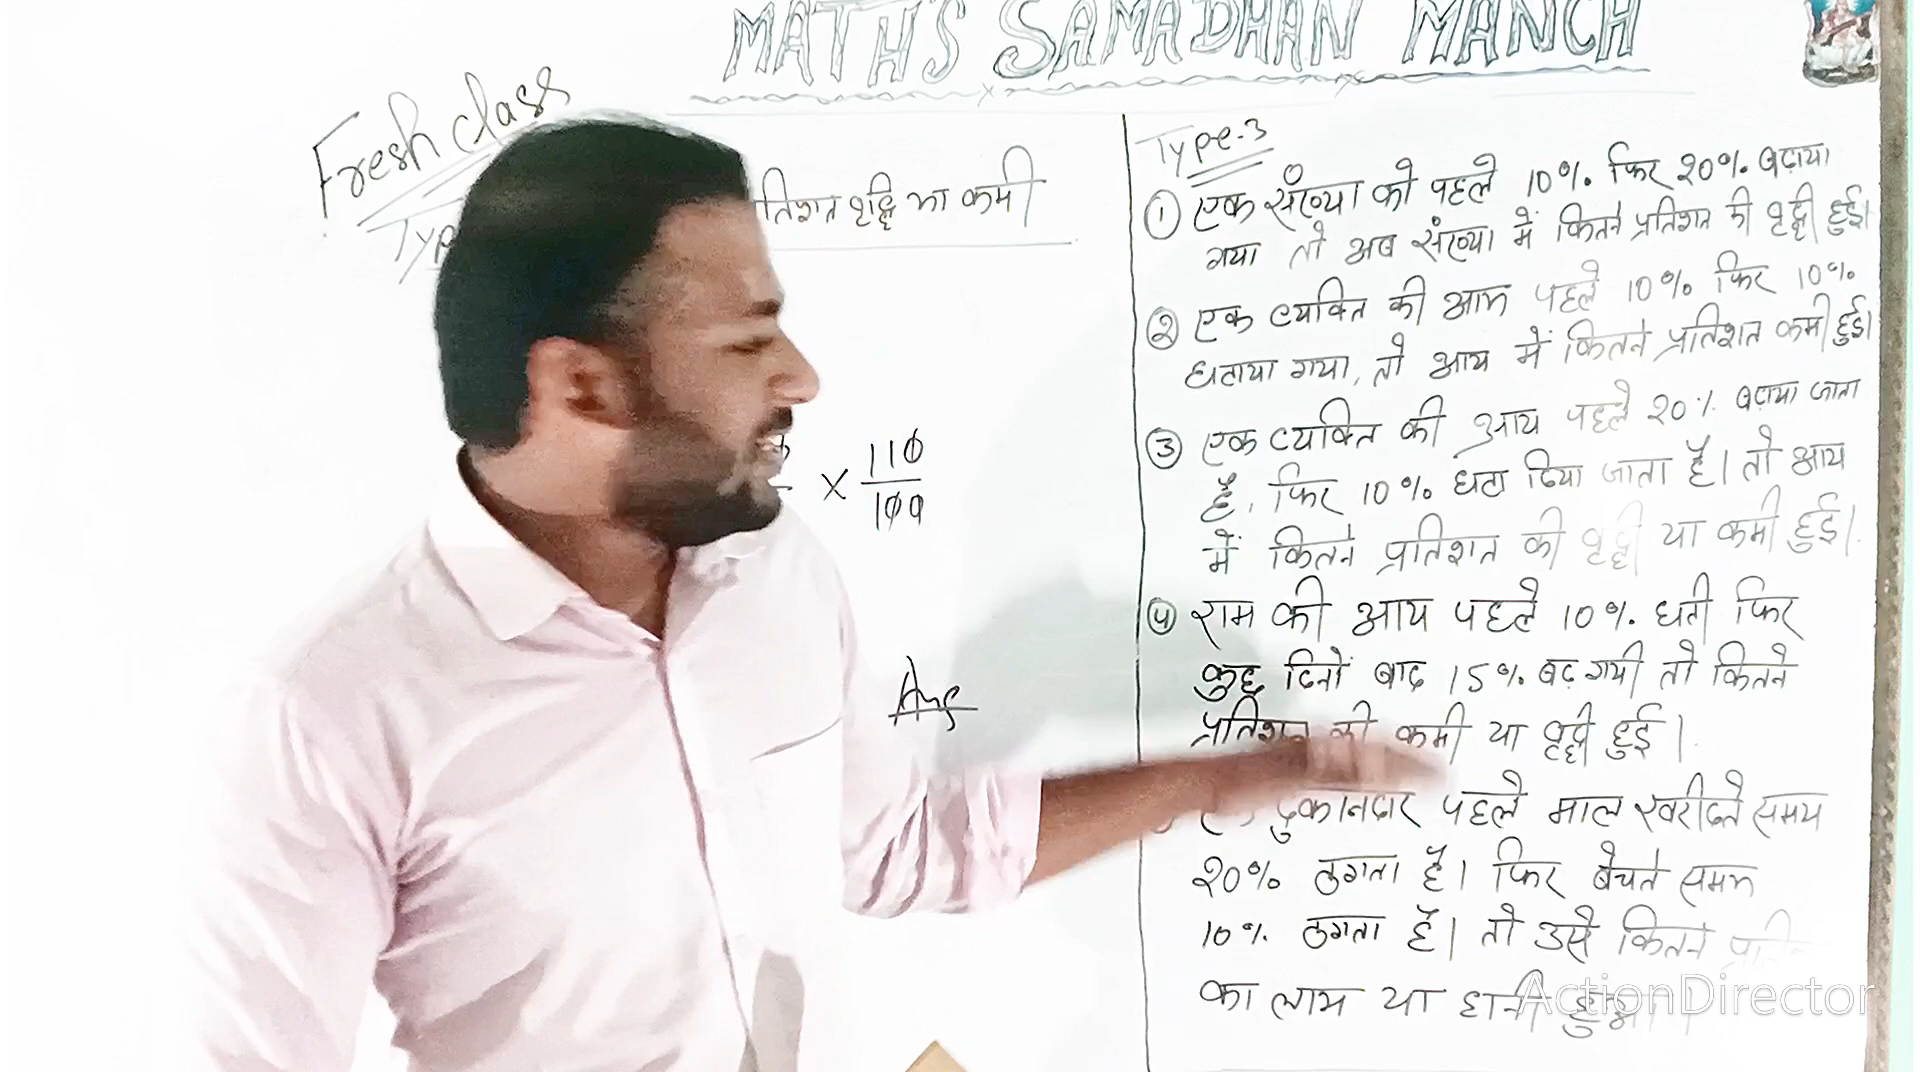 MATH'S SAMADHAN MANCH
Fresh class
Typ
तिशत वृद्धि या कमी
× 110
100
Ans
Type-3
① एक संख्या को पहले 10% फिर 20% बढ़ाया
गया तो अब संख्या में कितने प्रतिशत की वृद्धी हुई।
② एक व्यक्ति की आय पहले 10% फिर 10%
घटाया गया, तो आय में कितने प्रतिशत कमी हुई।
③ एक व्यक्ति की आय पहले 20% बढ़ाया जाता
है, फिर 10% घटा दिया जाता है। तो आय
में कितने प्रतिशत की वृद्धी या कमी हुई।
④ राम की आय पहले 10% घटी फिर
कुछ दिनों बाद 15% बढ़ गयी तो कितने
प्रतिशत की कमी या वृद्धी हुई।
दुकानदार पहले माल खरीदते समय
20% ठगता है। फिर बेचते समय
10% ठगता है। तो उसे कितने
का लाभ या हानी
ActionDirector